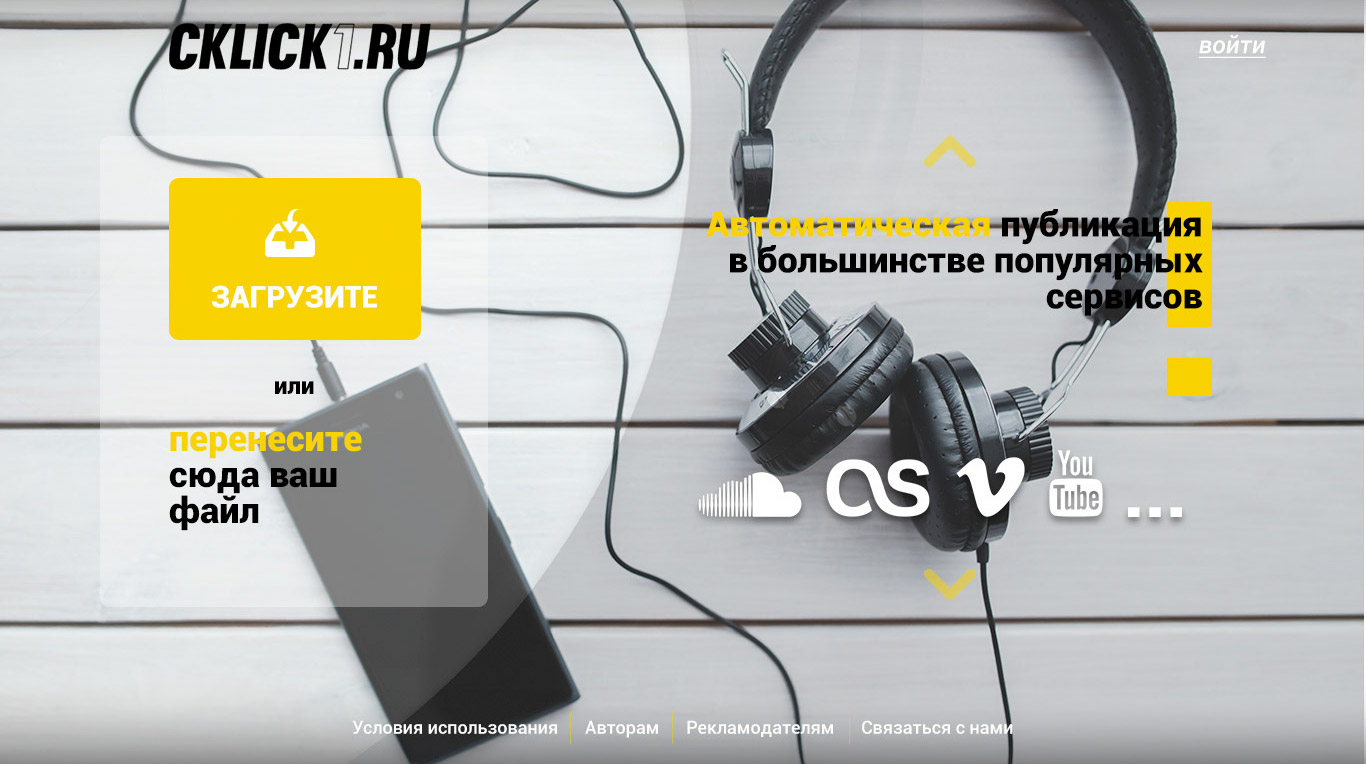 CKLICK1.RU
ВОЙТИ
ЗАГРУЗИТЕ
или
перенесите
сюда ваш
файл
Автоматическая публикация
в большинстве популярных
сервисов
as v You
Tube ...
Условия использования Авторам Рекламодателям Связаться с нами